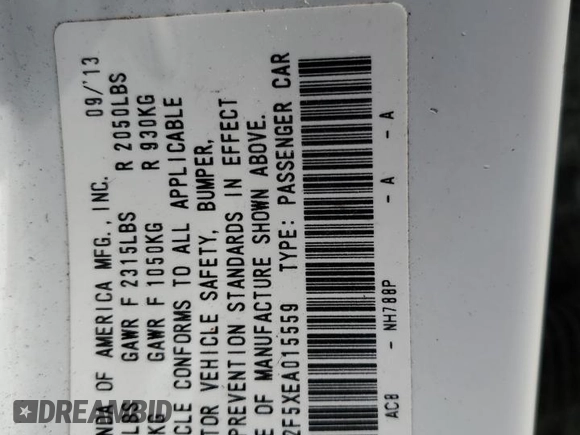 NDA OF AMERICA MFG., INC. 09/'13
LBS GAWR F 2315LBS R 2050LBS
KG GAWR F 1050KG R 930KG
CLE CONFORMS TO ALL APPLICABLE
TOR VEHICLE SAFETY, BUMPER,
PREVENTION STANDARDS IN EFFECT
E OF MANUFACTURE SHOWN ABOVE.
2F5XEA015559 TYPE: PASSENGER CAR
AC8 - NH788P - A - A
DREAMBID